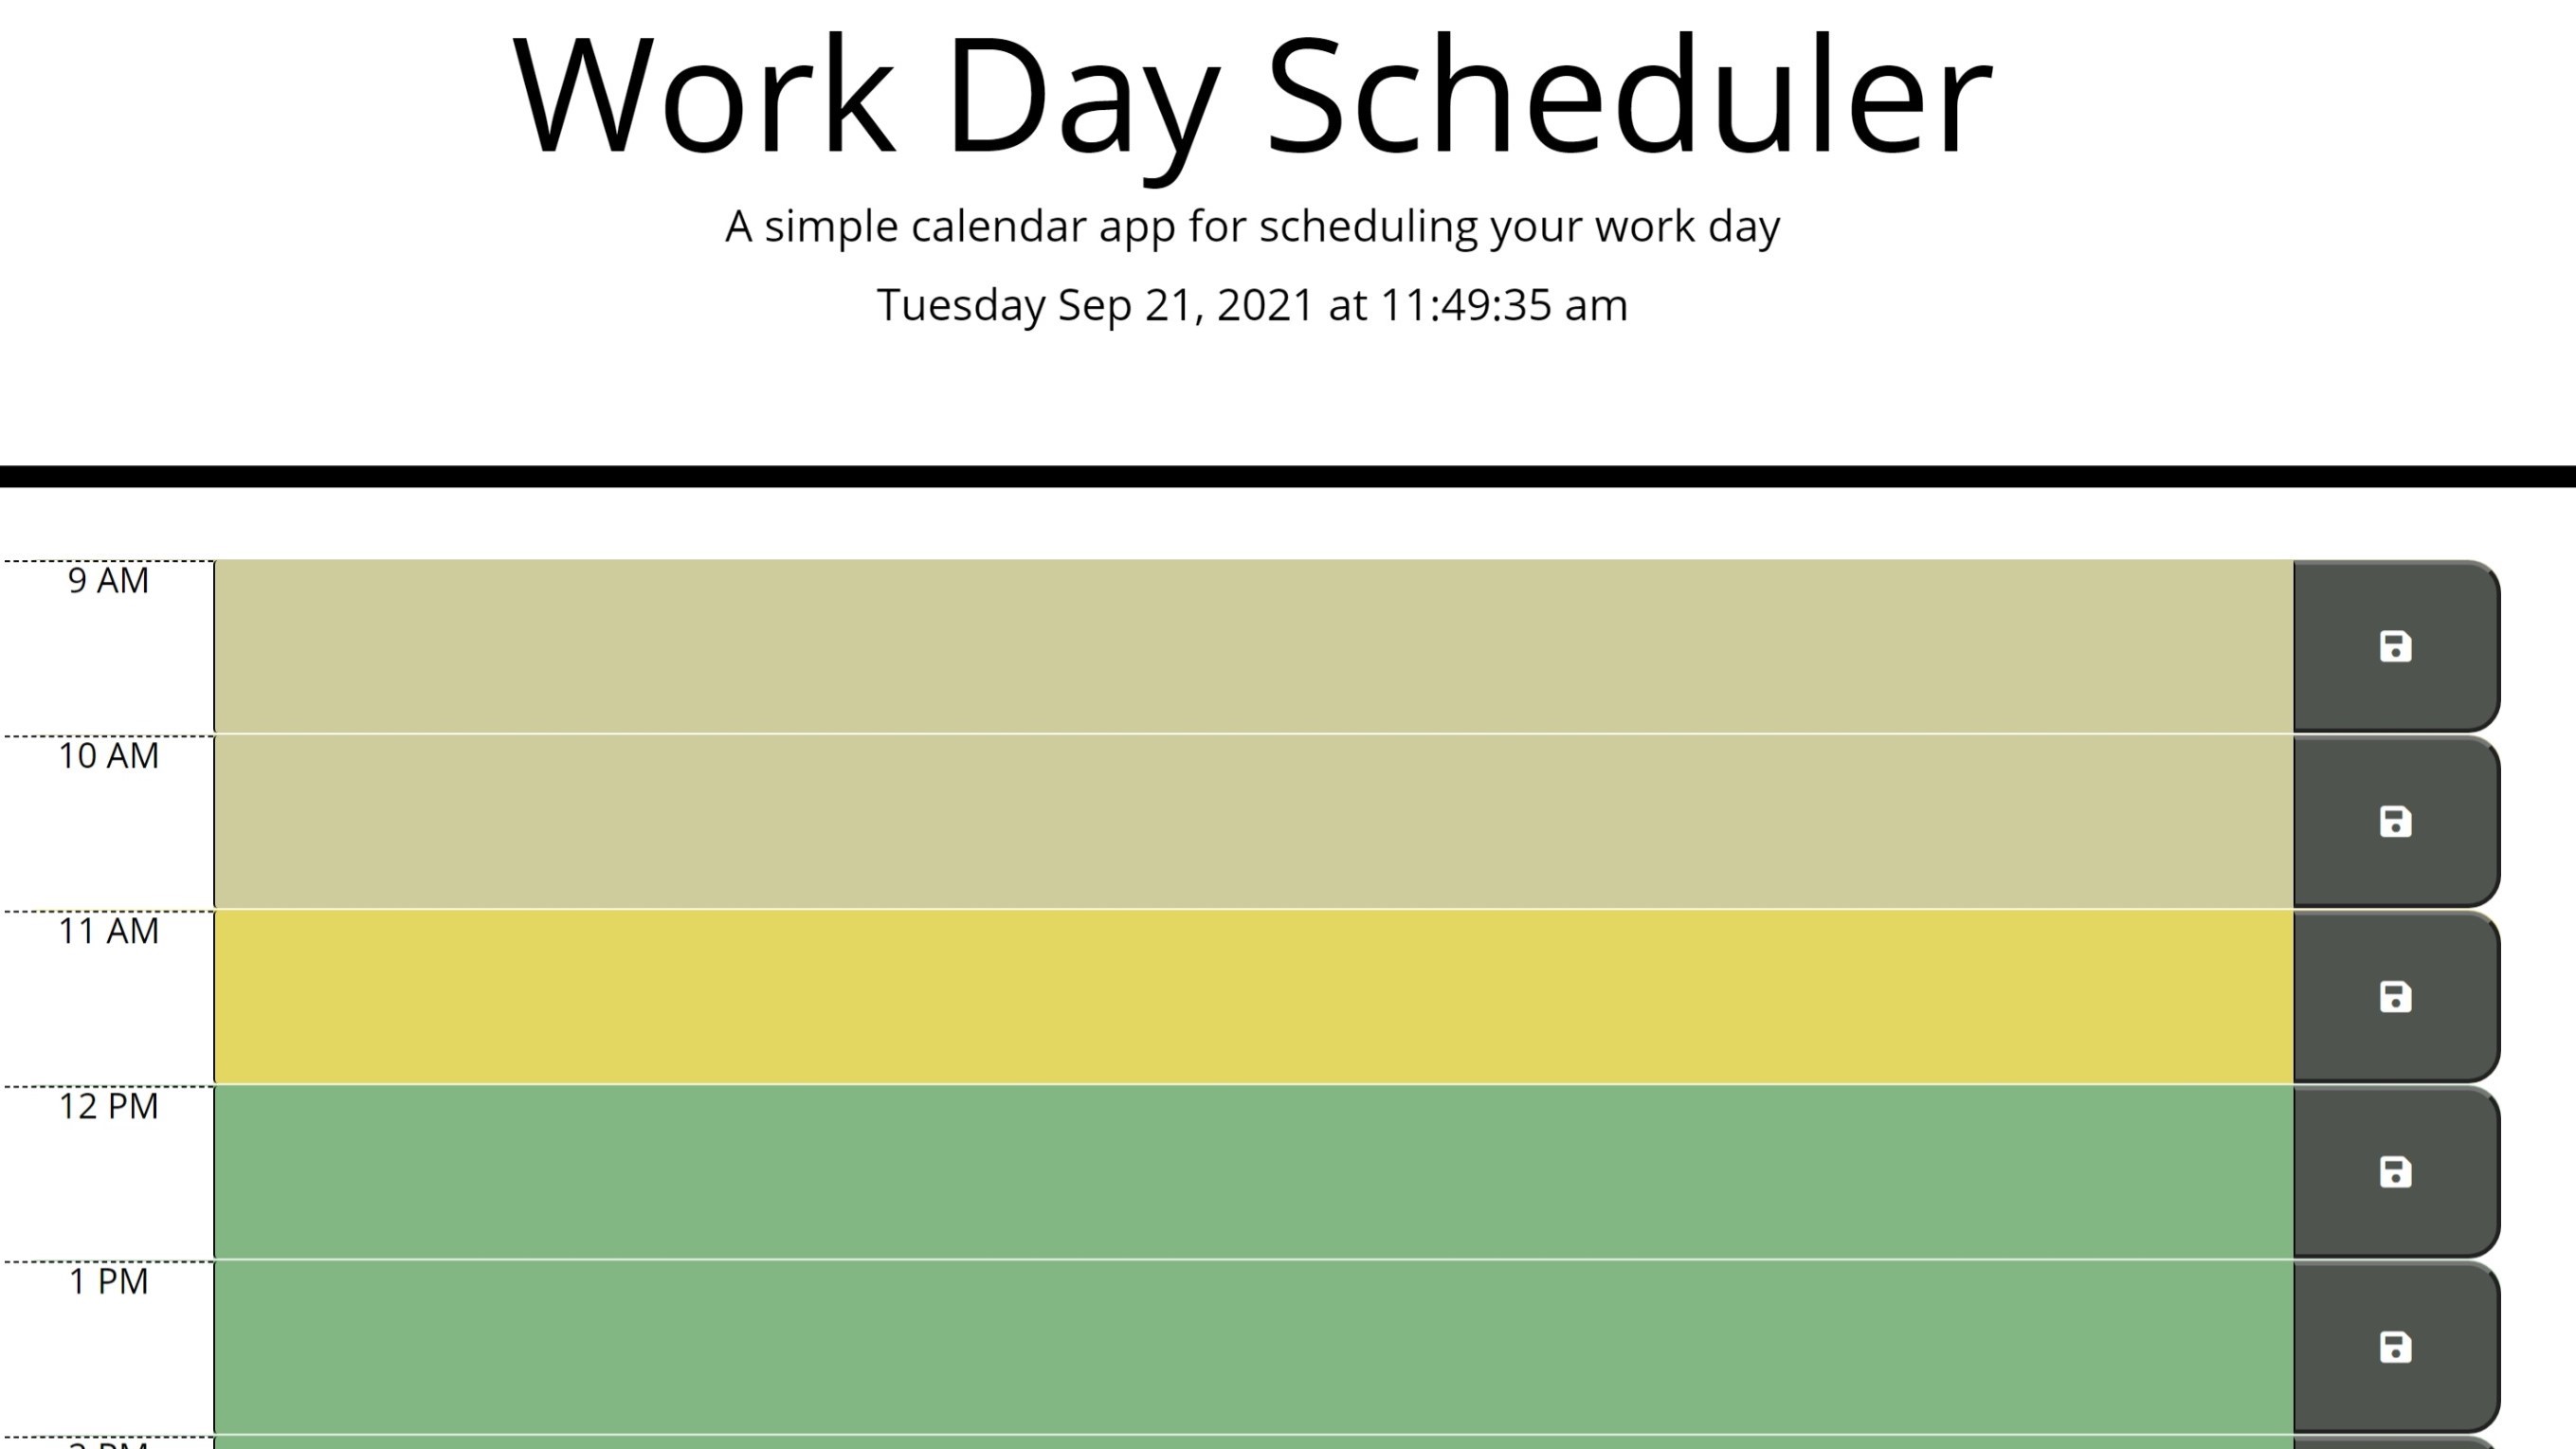 Work Day Scheduler
A simple calendar app for scheduling your work day
Tuesday Sep 21, 2021 at 11:49:35 am
9 AM
10 AM
11 AM
12 PM
1 PM
PM